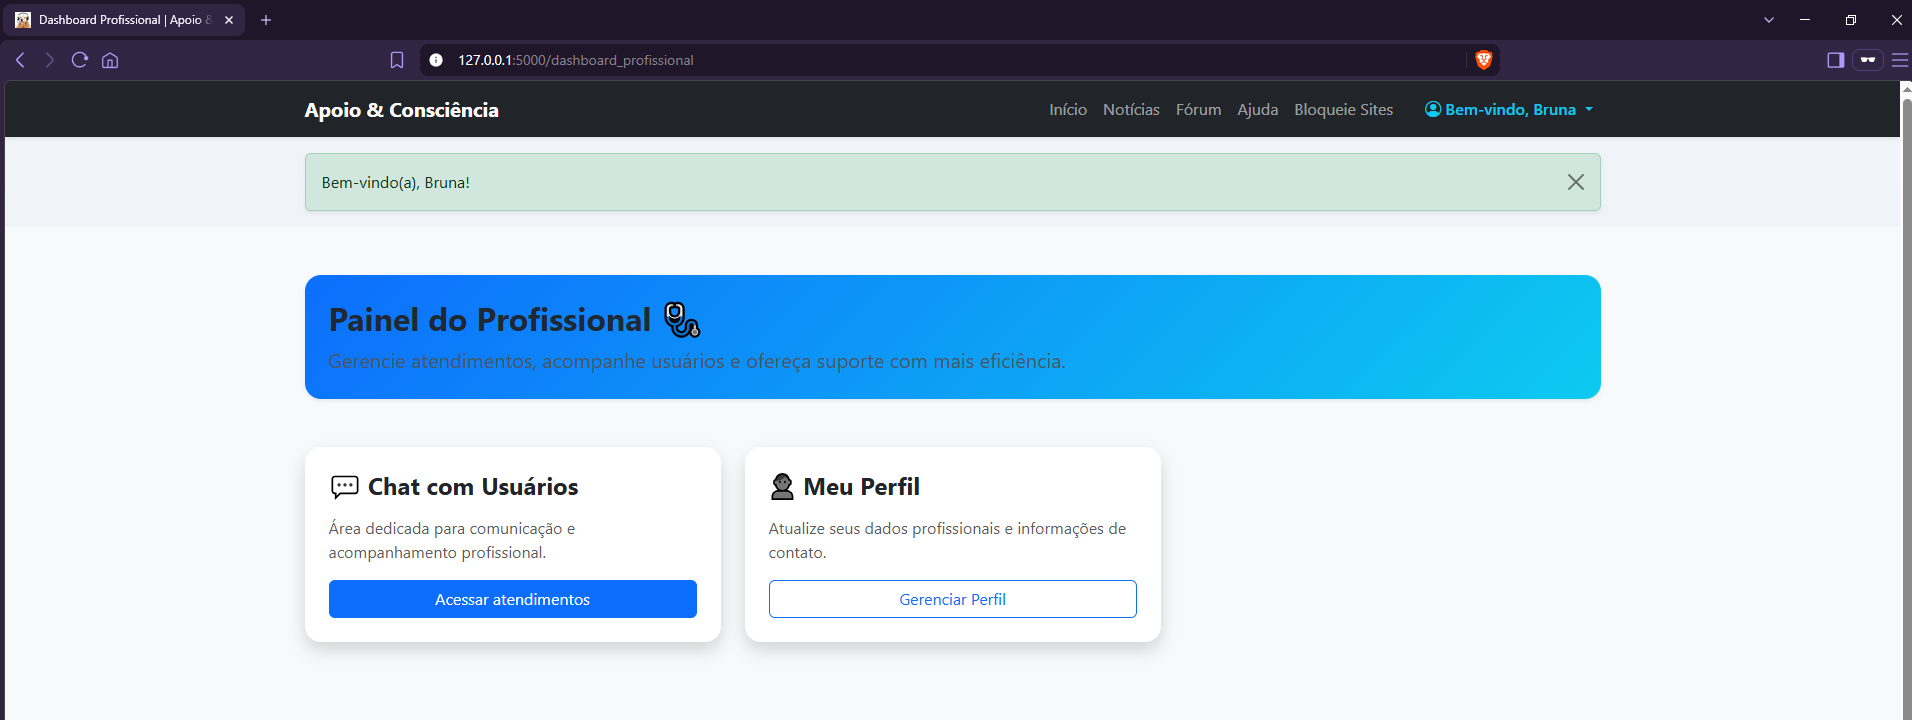 Dashboard Profissional | Apoio &
127.0.0.1:5000/dashboard_profissional
Apoio & Consciência
Início Notícias Fórum Ajuda Bloqueie Sites Bem-vindo, Bruna
Bem-vindo(a), Bruna!
Painel do Profissional
Gerencie atendimentos, acompanhe usuários e ofereça suporte com mais eficiência.
Chat com Usuários
Área dedicada para comunicação e
acompanhamento profissional.
Acessar atendimentos
Meu Perfil
Atualize seus dados profissionais e informações de
contato.
Gerenciar Perfil